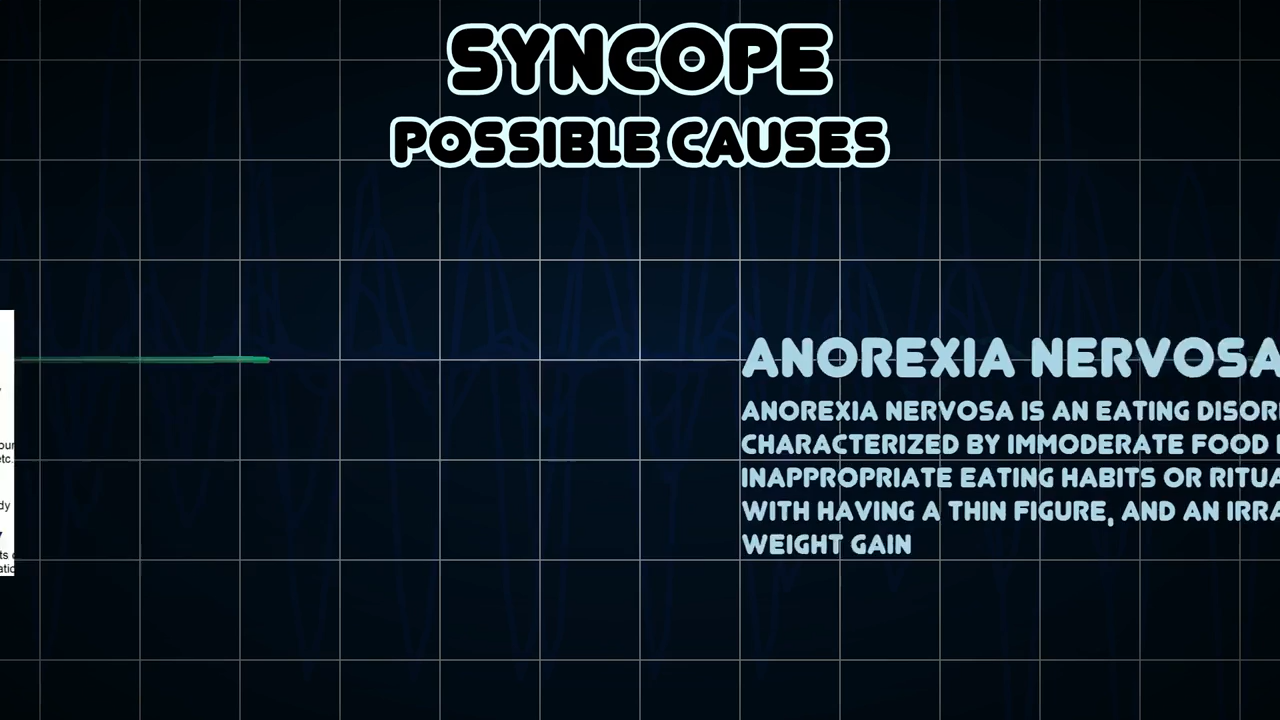 SYNCOPE
POSSIBLE CAUSES
etc.
ANOREXIA NERVOSA
ANOREXIA NERVOSA IS AN EATING
CHARACTERIZED BY IMMODERATE FOOD
INAPPROPRIATE EATING HABITS OR
WITH HAVING A THIN FIGURE, AND AN
WEIGHT GAIN